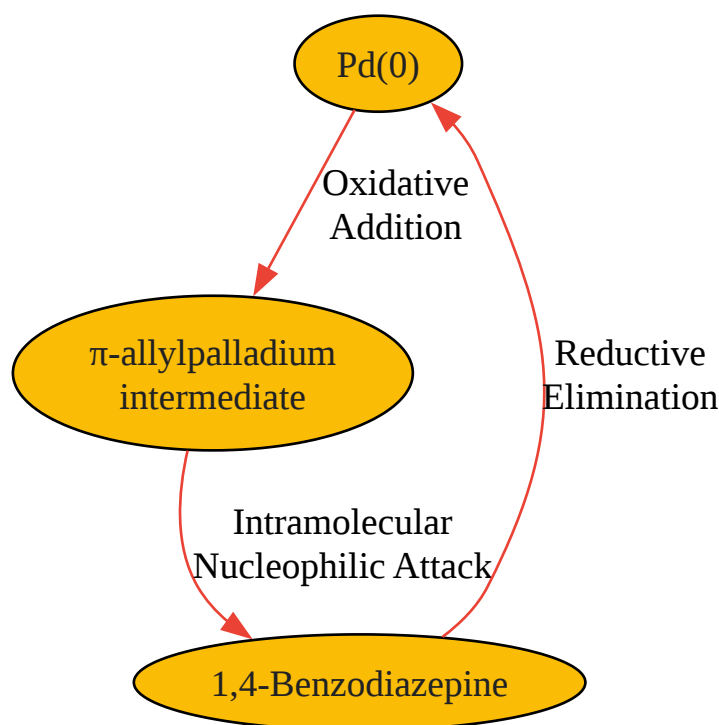 Pd(0)
Oxidative
Addition
π-allylpalladium
intermediate
Reductive
Elimination
Intramolecular
Nucleophilic Attack
1,4-Benzodiazepine